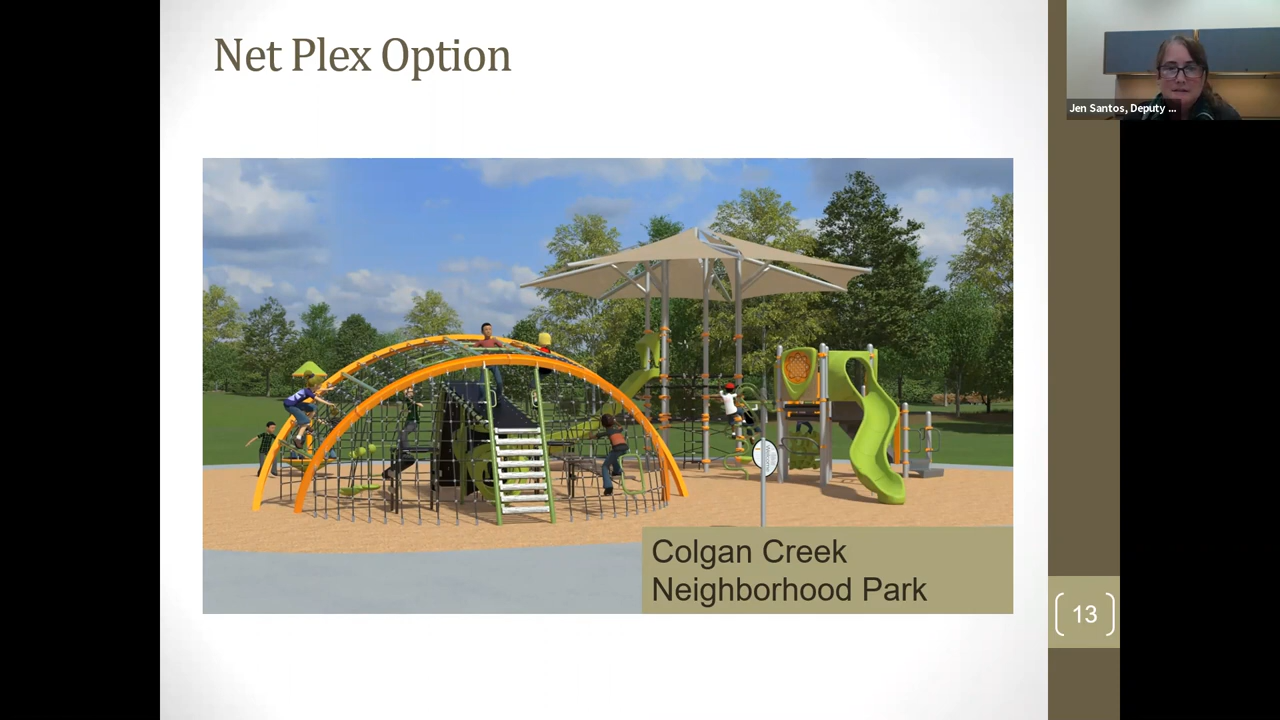 Net Plex Option
Jen Santos, Deputy ...
Colgan Creek
Neighborhood Park
13